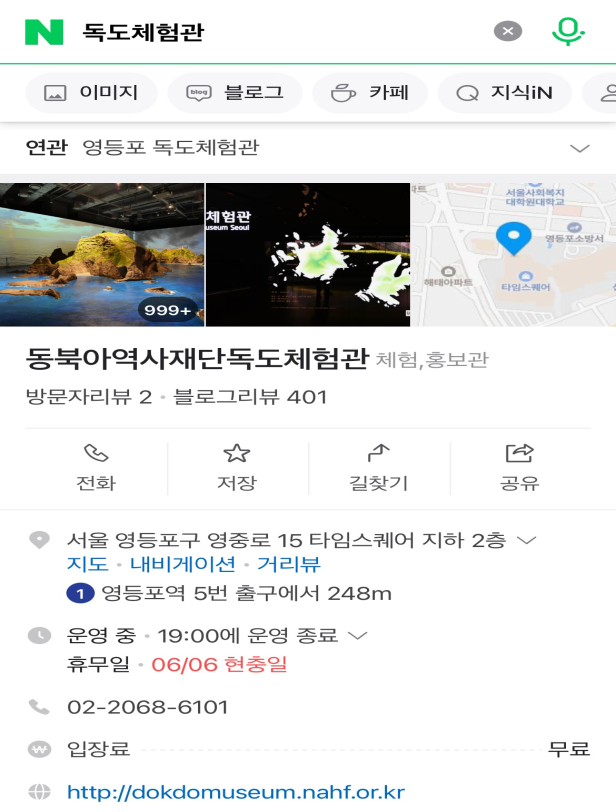 N 독도체험관
이미지 blog 블로그 카페 지식iN
연관 영등포 독도체험관
체험관
useum Seoul
999+
서울사회복지
대학원대학교
영등포소방서
해태아파트
타임스퀘어
동북아역사재단독도체험관 체험,홍보관
방문자리뷰 2 · 블로그리뷰 401
전화 저장 길찾기 공유
서울 영등포구 영중로 15 타임스퀘어 지하 2층
지도 · 내비게이션 · 거리뷰
1 영등포역 5번 출구에서 248m
운영 중 · 19:00에 운영 종료
휴무일 · 06/06 현충일
02-2068-6101
₩ 입장료 무료
http://dokdomuseum.nahf.or.kr